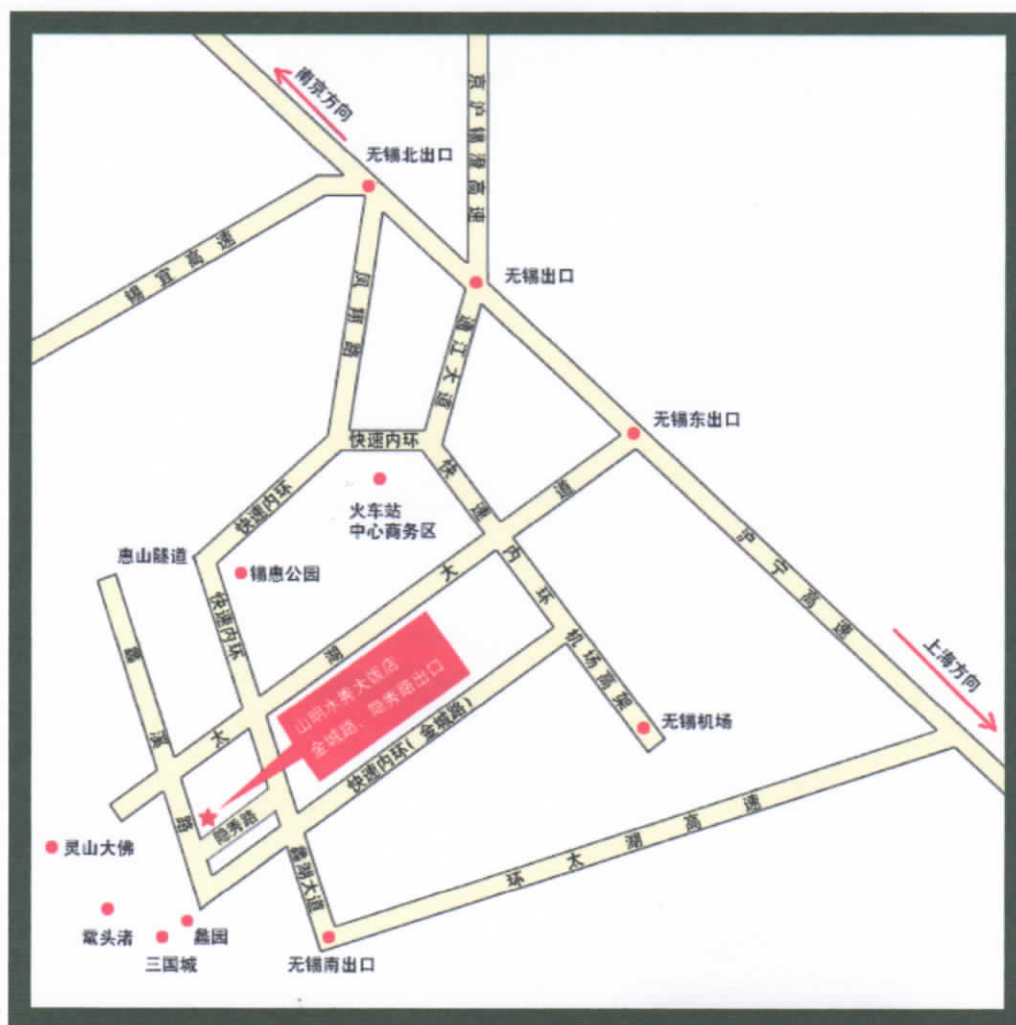 南京方向
京沪锡澄高速
无锡北出口
锡宜高速
无锡出口
凤翔路
通江大道
无锡东出口
快速内环
快速内环
快速内环
火车站
中心商务区
沪宁高速
惠山隧道
锡惠公园
快速内环
太湖大道
机场高架
上海方向
山明水秀大饭店
金城路、隐秀路出口
无锡机场
快速内环(金城路)
蠡溪路
隐秀路
灵山大佛
蠡湖大道
环太湖高速
鼋头渚
蠡园
三国城
无锡南出口